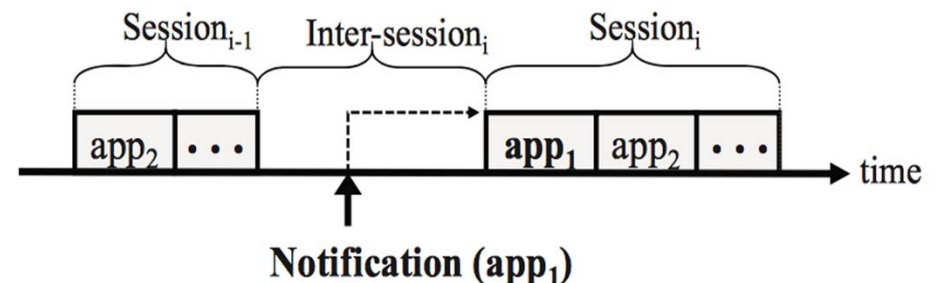 Session_{i-1} Inter-session_i Session_i
app_2 ... app_1 app_2 ...
time
Notification (app_1)